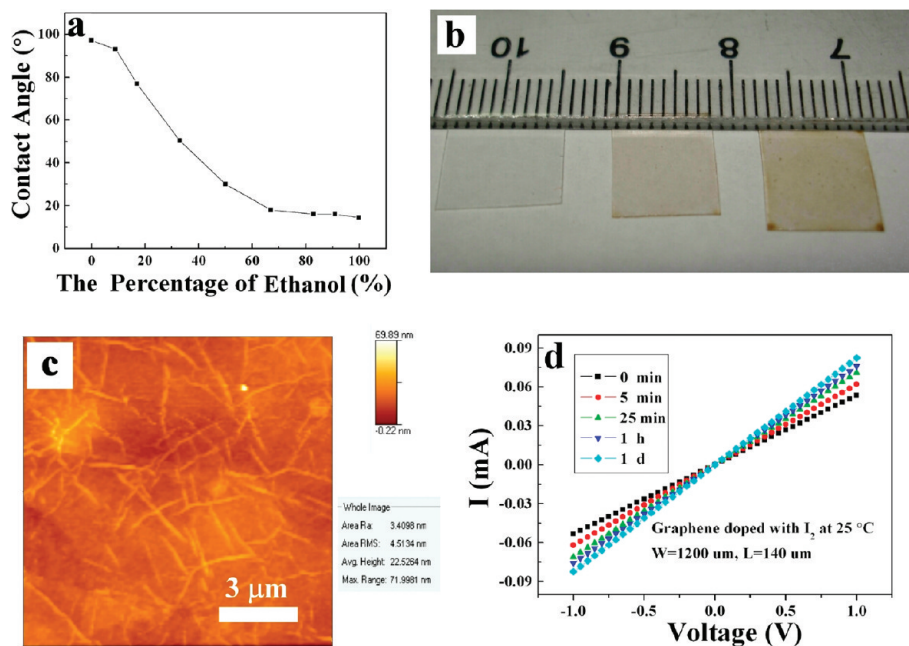 a
100
80
60
40
20
0
Contact Angle (°)
0 20 40 60 80 100
The Percentage of Ethanol (%)
b
10 9 8 7
c
69.89 nm
-0.22 nm
Whole Image
Area Ra: 3.4098 nm
Area RMS: 4.5134 nm
Avg. Height: 22.5264 nm
Max. Range: 71.9981 nm
3 μm
d
0.09
0.06
0.03
0.00
-0.03
-0.06
-0.09
I (mA)
0 min
5 min
25 min
1 h
1 d
Graphene doped with I₂ at 25 °C
W=1200 um, L=140 um
-1.0 -0.5 0.0 0.5 1.0
Voltage (V)